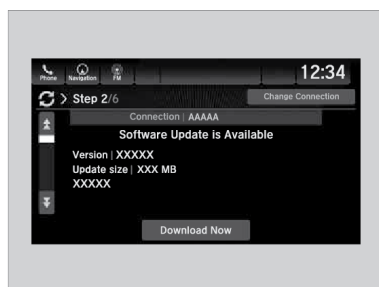 Phone Navigation FM 12:34
> Step 2/6 Change Connection
Connection | AAAAA
Software Update is Available
Version | XXXXX
Update size | XXX MB
XXXXX
Download Now